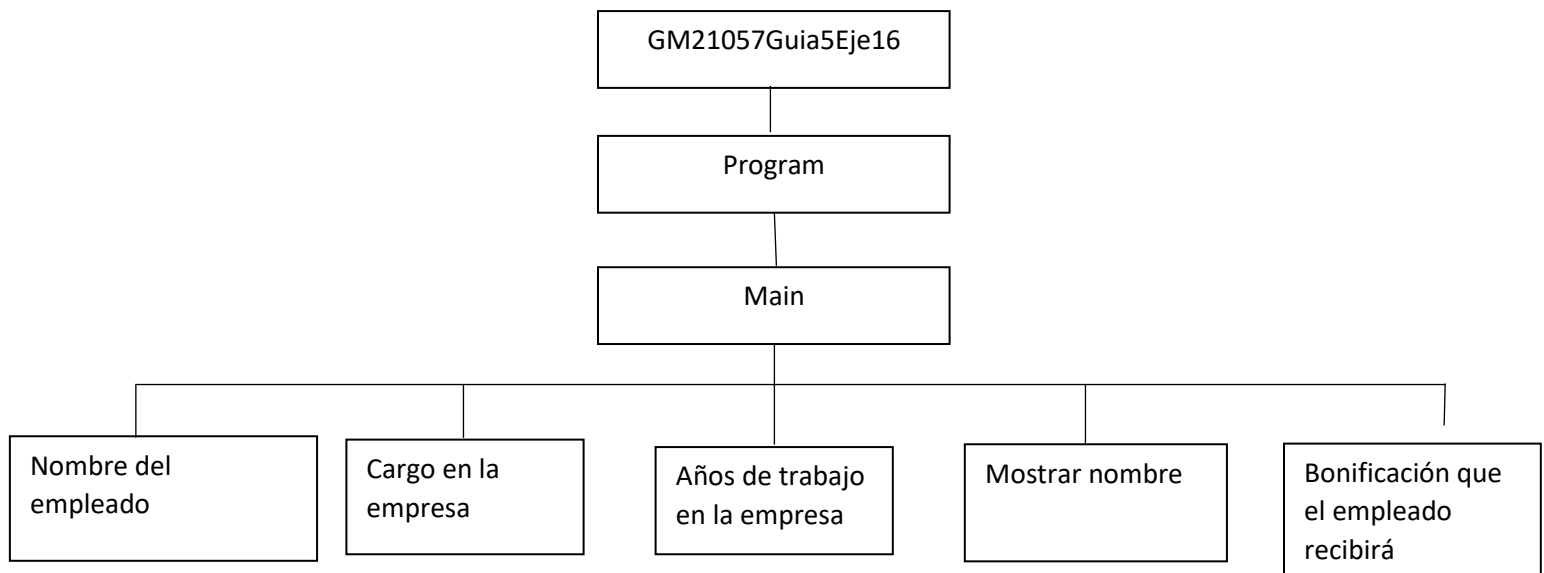 GM21057Guia5Eje16
Program
Main
Nombre del
empleado
Cargo en la
empresa
Años de trabajo
en la empresa
Mostrar nombre
Bonificación que
el empleado
recibirá